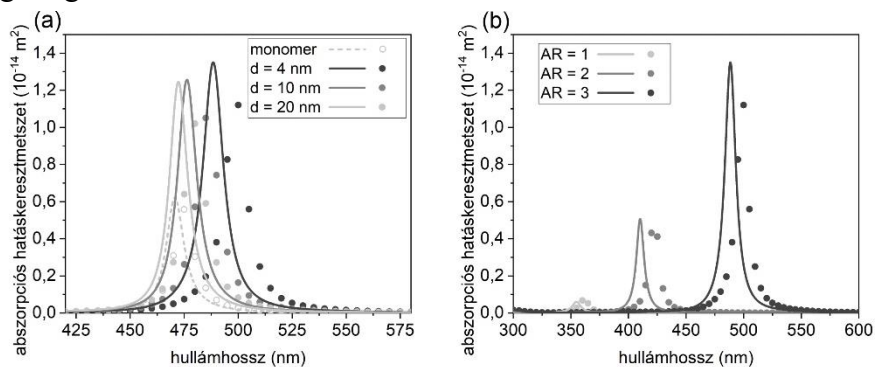 (a)
abszorpciós hatáskeresztmetszet (10⁻¹⁴ m²)
1,4
1,2
1,0
0,8
0,6
0,4
0,2
0,0
monomer
d = 4 nm
d = 10 nm
d = 20 nm
425 450 475 500 525 550 575
hullámhossz (nm)
(b)
abszorpciós hatáskeresztmetszet (10⁻¹⁴ m²)
1,4
1,2
1,0
0,8
0,6
0,4
0,2
0,0
AR = 1
AR = 2
AR = 3
300 350 400 450 500 550 600
hullámhossz (nm)